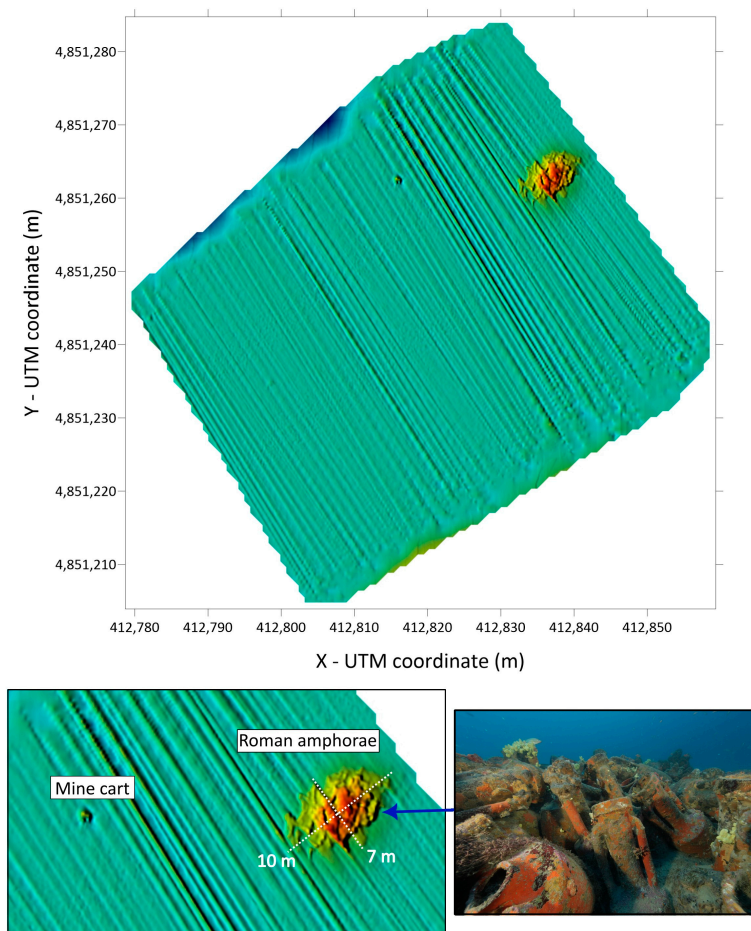 4,851,280
4,851,270
4,851,260
4,851,250
4,851,240
4,851,230
4,851,220
4,851,210
Y - UTM coordinate (m)
412,780 412,790 412,800 412,810 412,820 412,830 412,840 412,850
X - UTM coordinate (m)
Roman amphorae
Mine cart
10 m
7 m